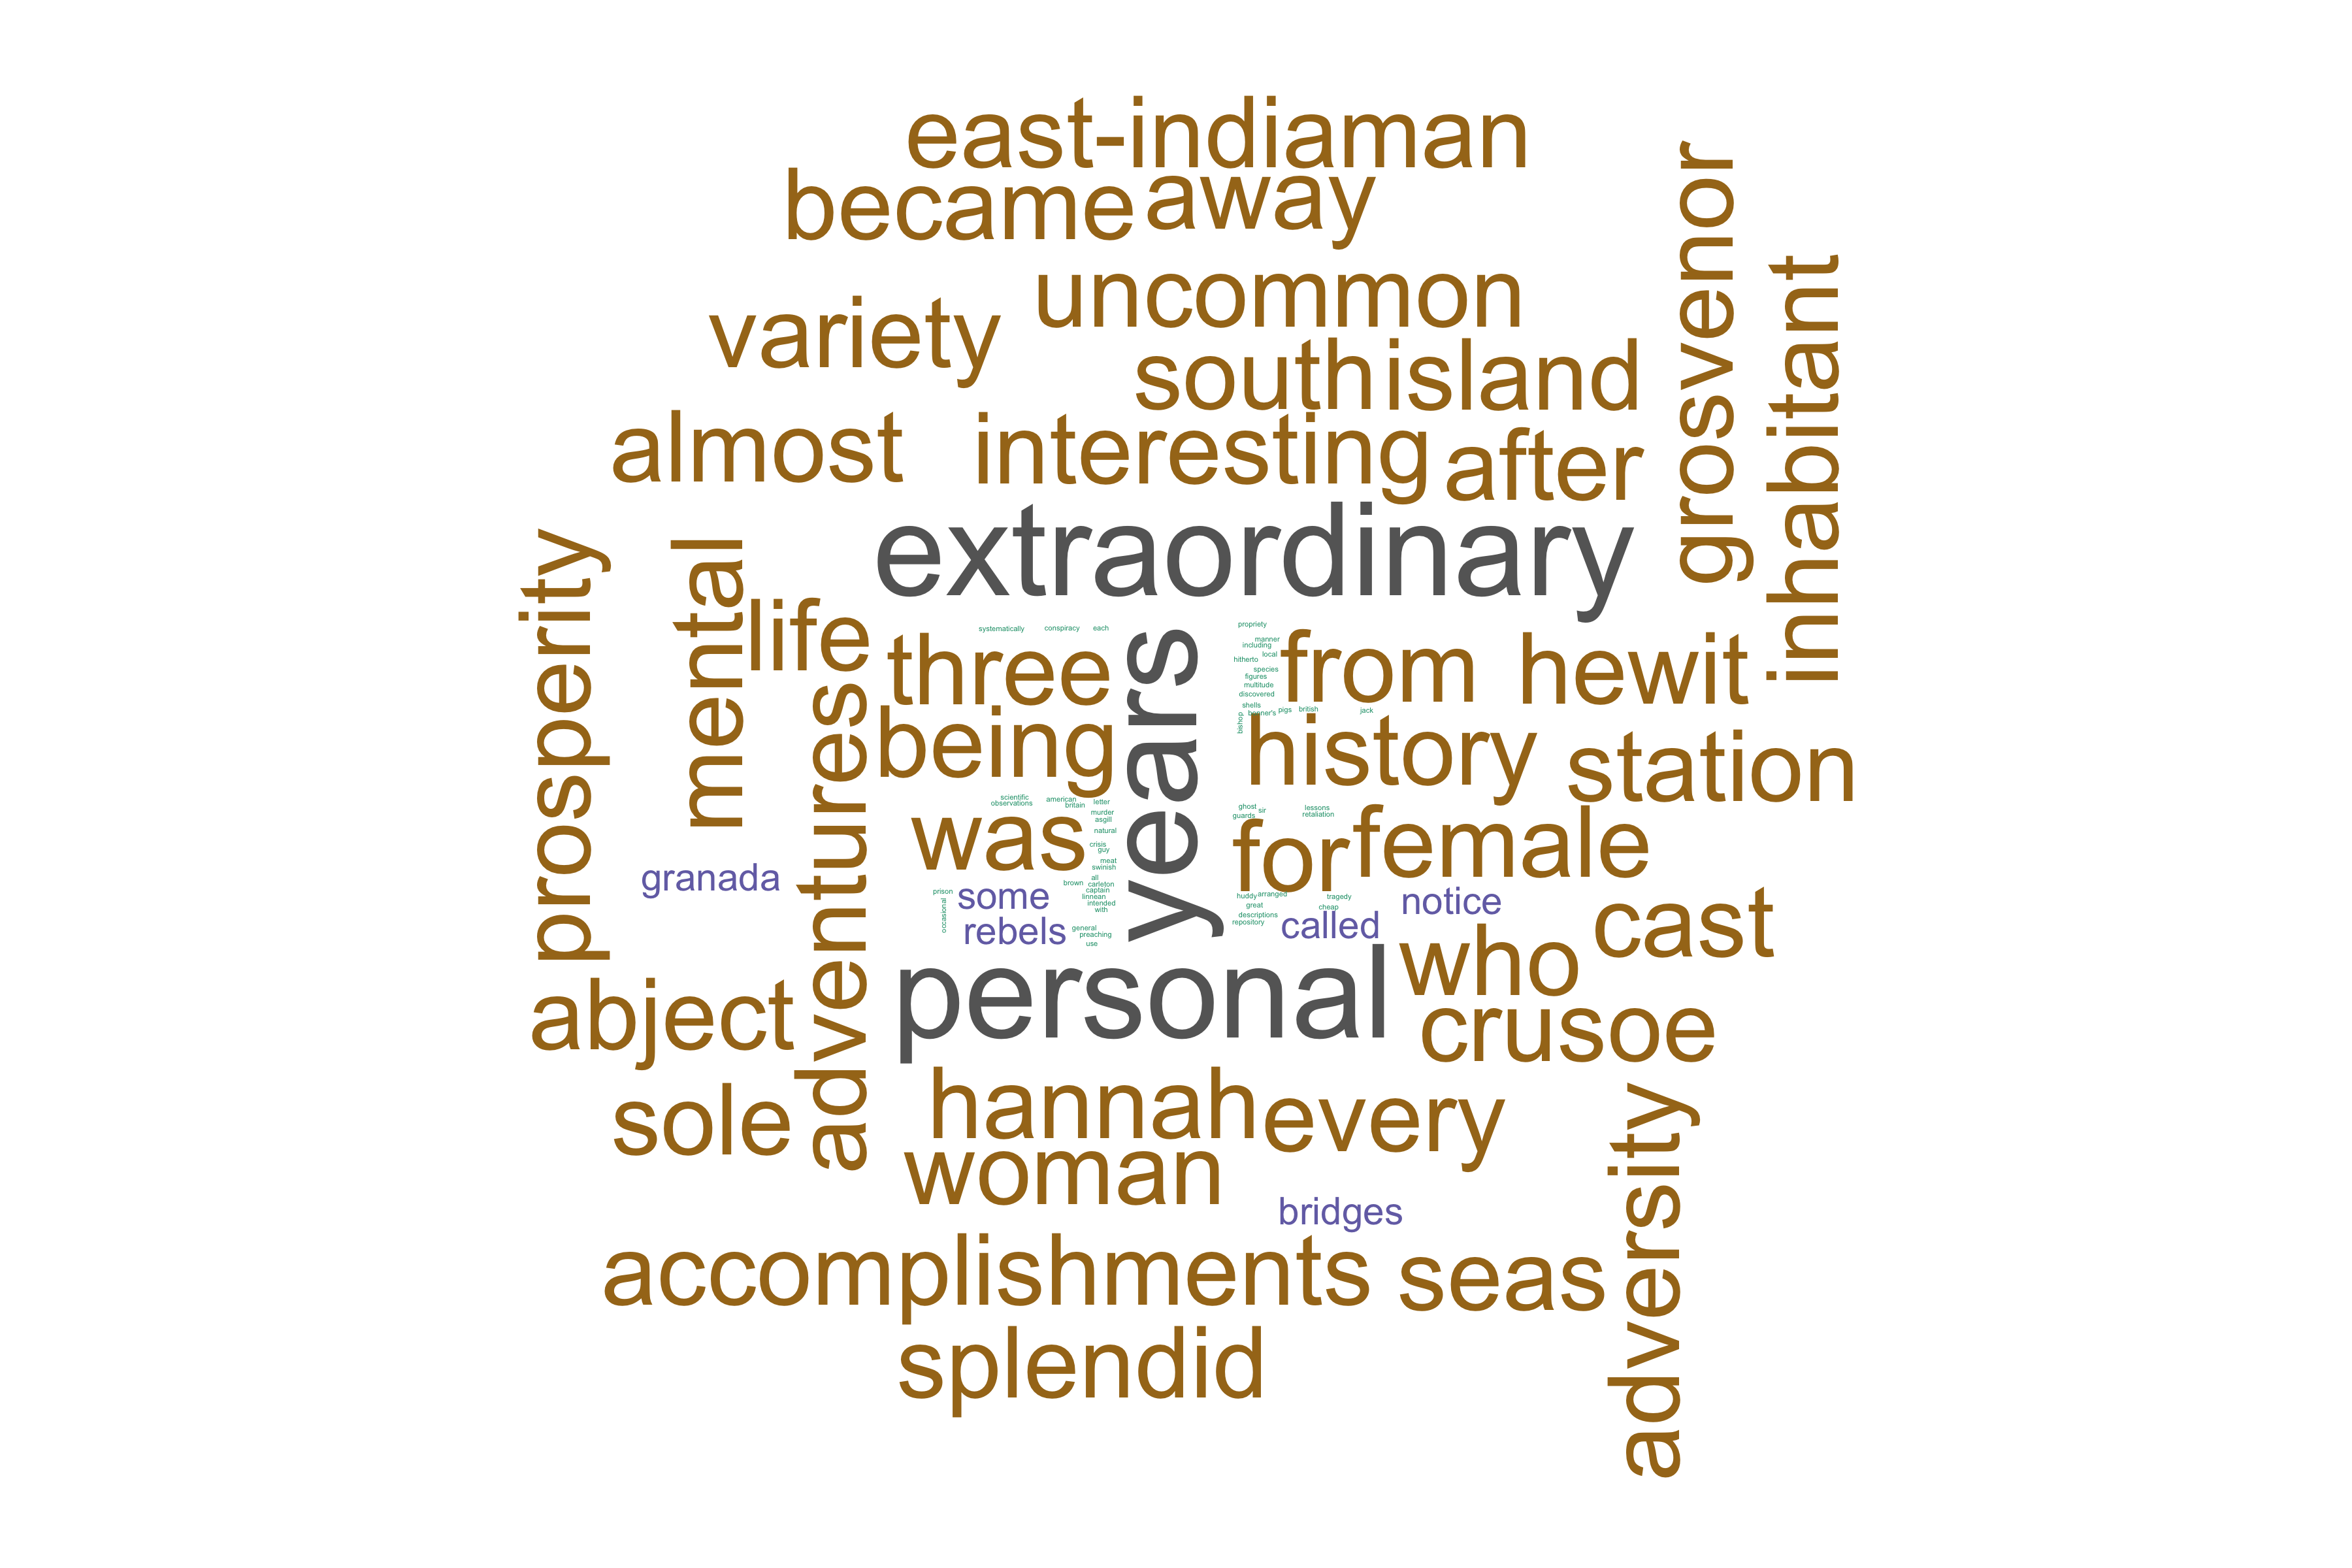 east-indiaman
became away
grosvenor
inhabitant
uncommon
variety
south island
almost interesting after
extraordinary
prosperity
mental
life
systematically conspiracy each
propriety
manner
including
local
hitherto
species
figures
multitude
discovered
shells
bonner's pigs british jack
bishop
three years from hewit
being history station
adventures
scientific
observations
american
britain
letter
murder
asgill
natural
crisis
guy
meat
swinish
all
brown carleton
captain
linnean
intended
with
general
preaching
use
prison
occasional
ghost
sir
guards
lessons
retaliation
was for female
granada
some
rebels
huddy arranged
great
descriptions
repository
tragedy
cheap
called
notice
cast
who
personal
abject
crusoe
sole
hannah every
adversity
woman
bridges
accomplishments seas
splendid